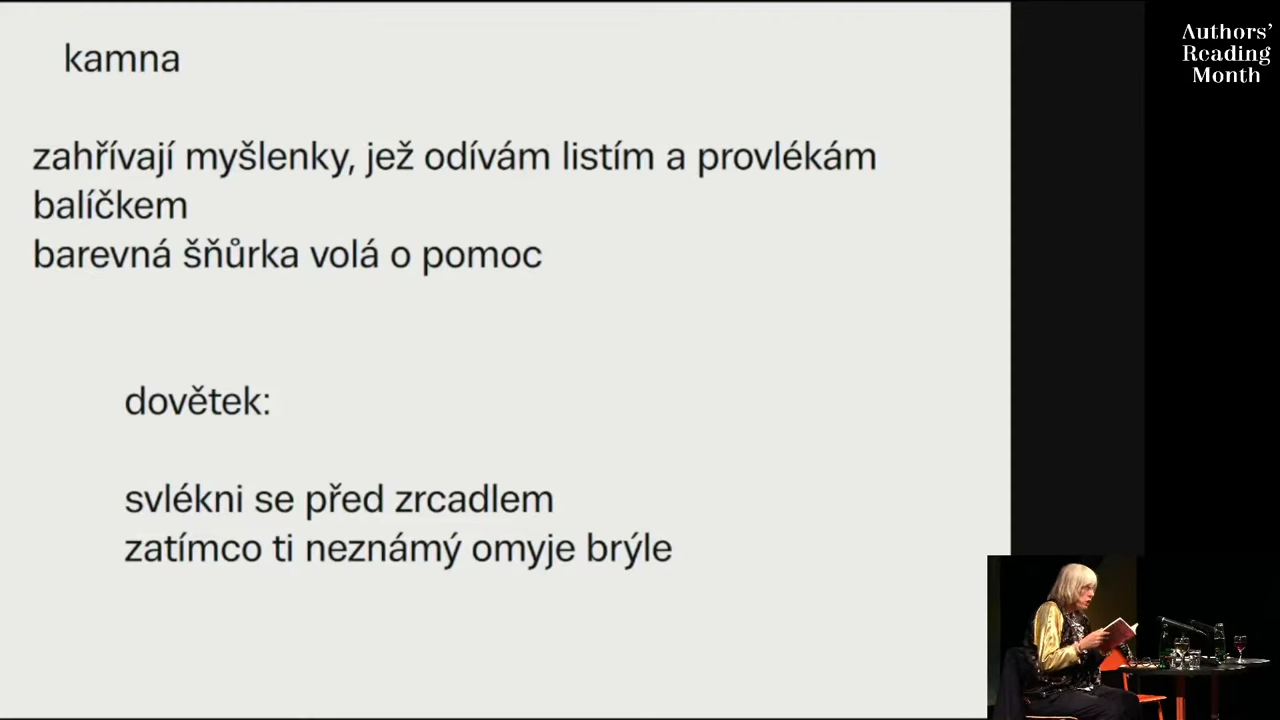 kamna
zahřívají myšlenky, jež odívám listím a provlékám
balíčkem
barevná šňůrka volá o pomoc
dovětek:
svlékni se před zrcadlem
zatímco ti neznámý omyje brýle
Authors'
Reading
Month